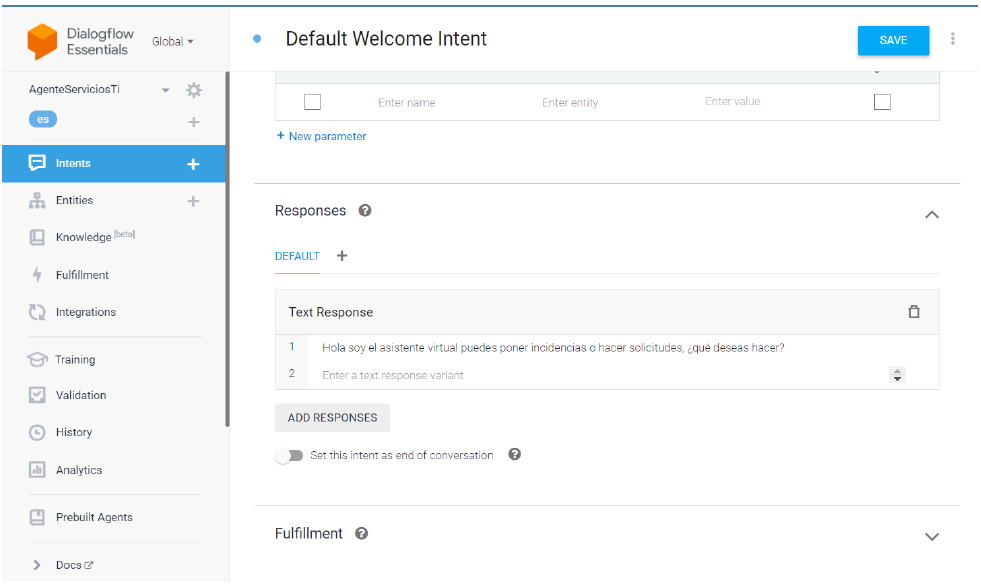 Dialogflow
Essentials
Global
Default Welcome Intent
SAVE
AgenteServiciosTi
es
Enter name
Enter entity
Enter value
+ New parameter
Intents
Entities
Knowledge [beta]
Fulfillment
Integrations
Training
Validation
History
Analytics
Prebuilt Agents
Docs
Responses
DEFAULT
Text Response
1 Hola soy el asistente virtual puedes poner incidencias o hacer solicitudes, ¿qué deseas hacer?
2 Enter a text response variant
ADD RESPONSES
Set this intent as end of conversation
Fulfillment